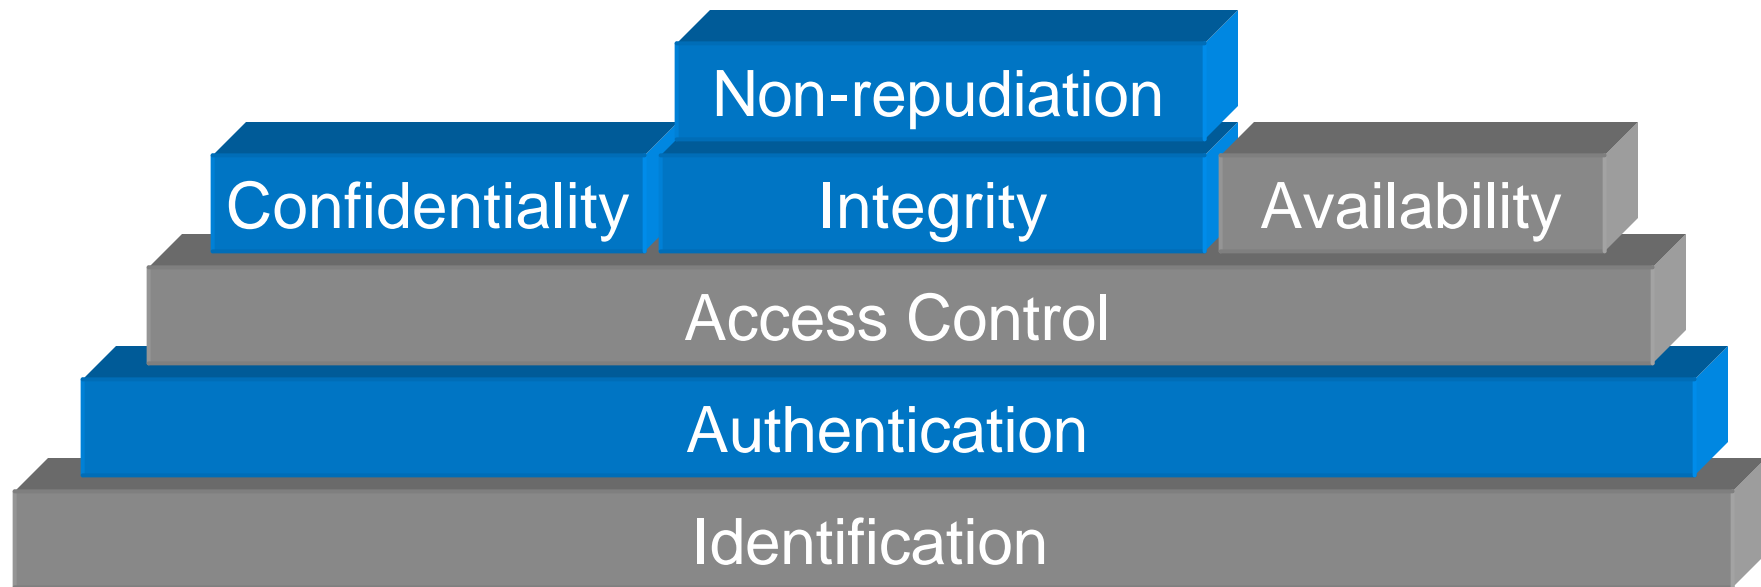 Non-repudiation
Confidentiality
Integrity
Availability
Access Control
Authentication
Identification